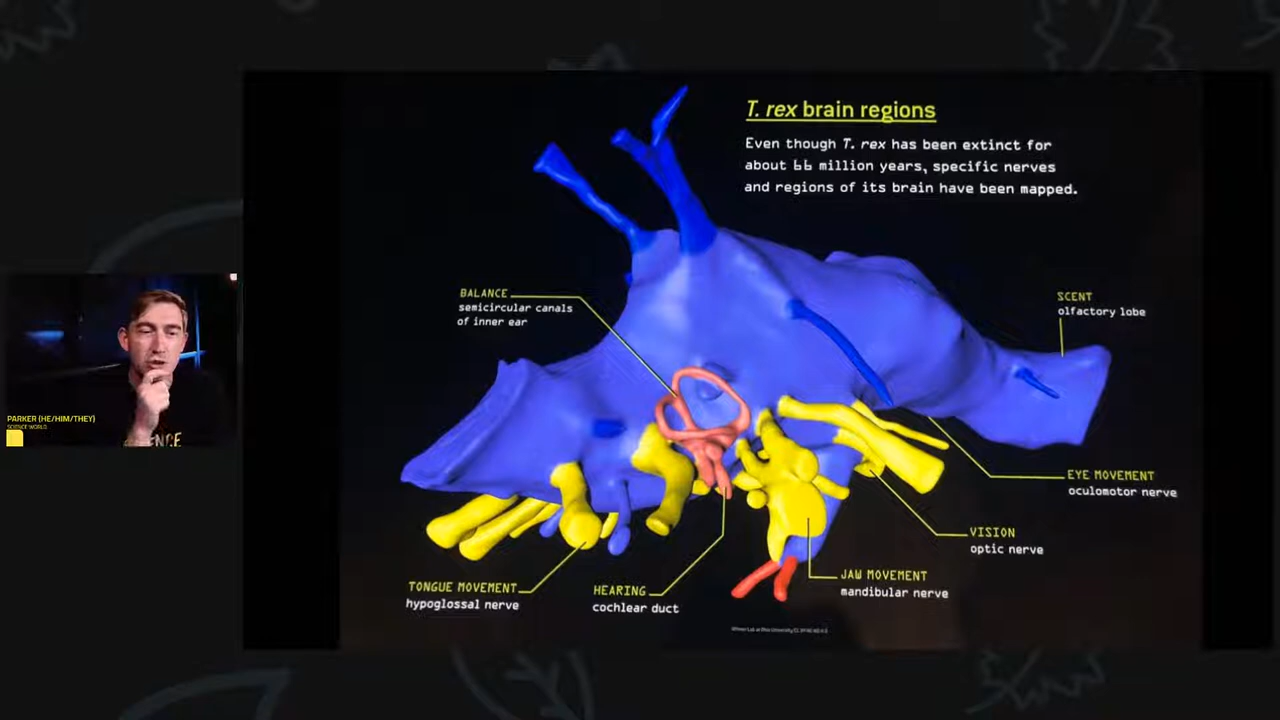 T. rex brain regions
Even though T. rex has been extinct for
about 66 million years, specific nerves
and regions of its brain have been mapped.
BALANCE
semicircular canals
of inner ear
SCENT
olfactory lobe
EYE MOVEMENT
oculomotor nerve
VISION
optic nerve
JAW MOVEMENT
mandibular nerve
HEARING
cochlear duct
TONGUE MOVEMENT
hypoglossal nerve
PARKER (HE/HIM/THEY)
SCIENCE WORLD